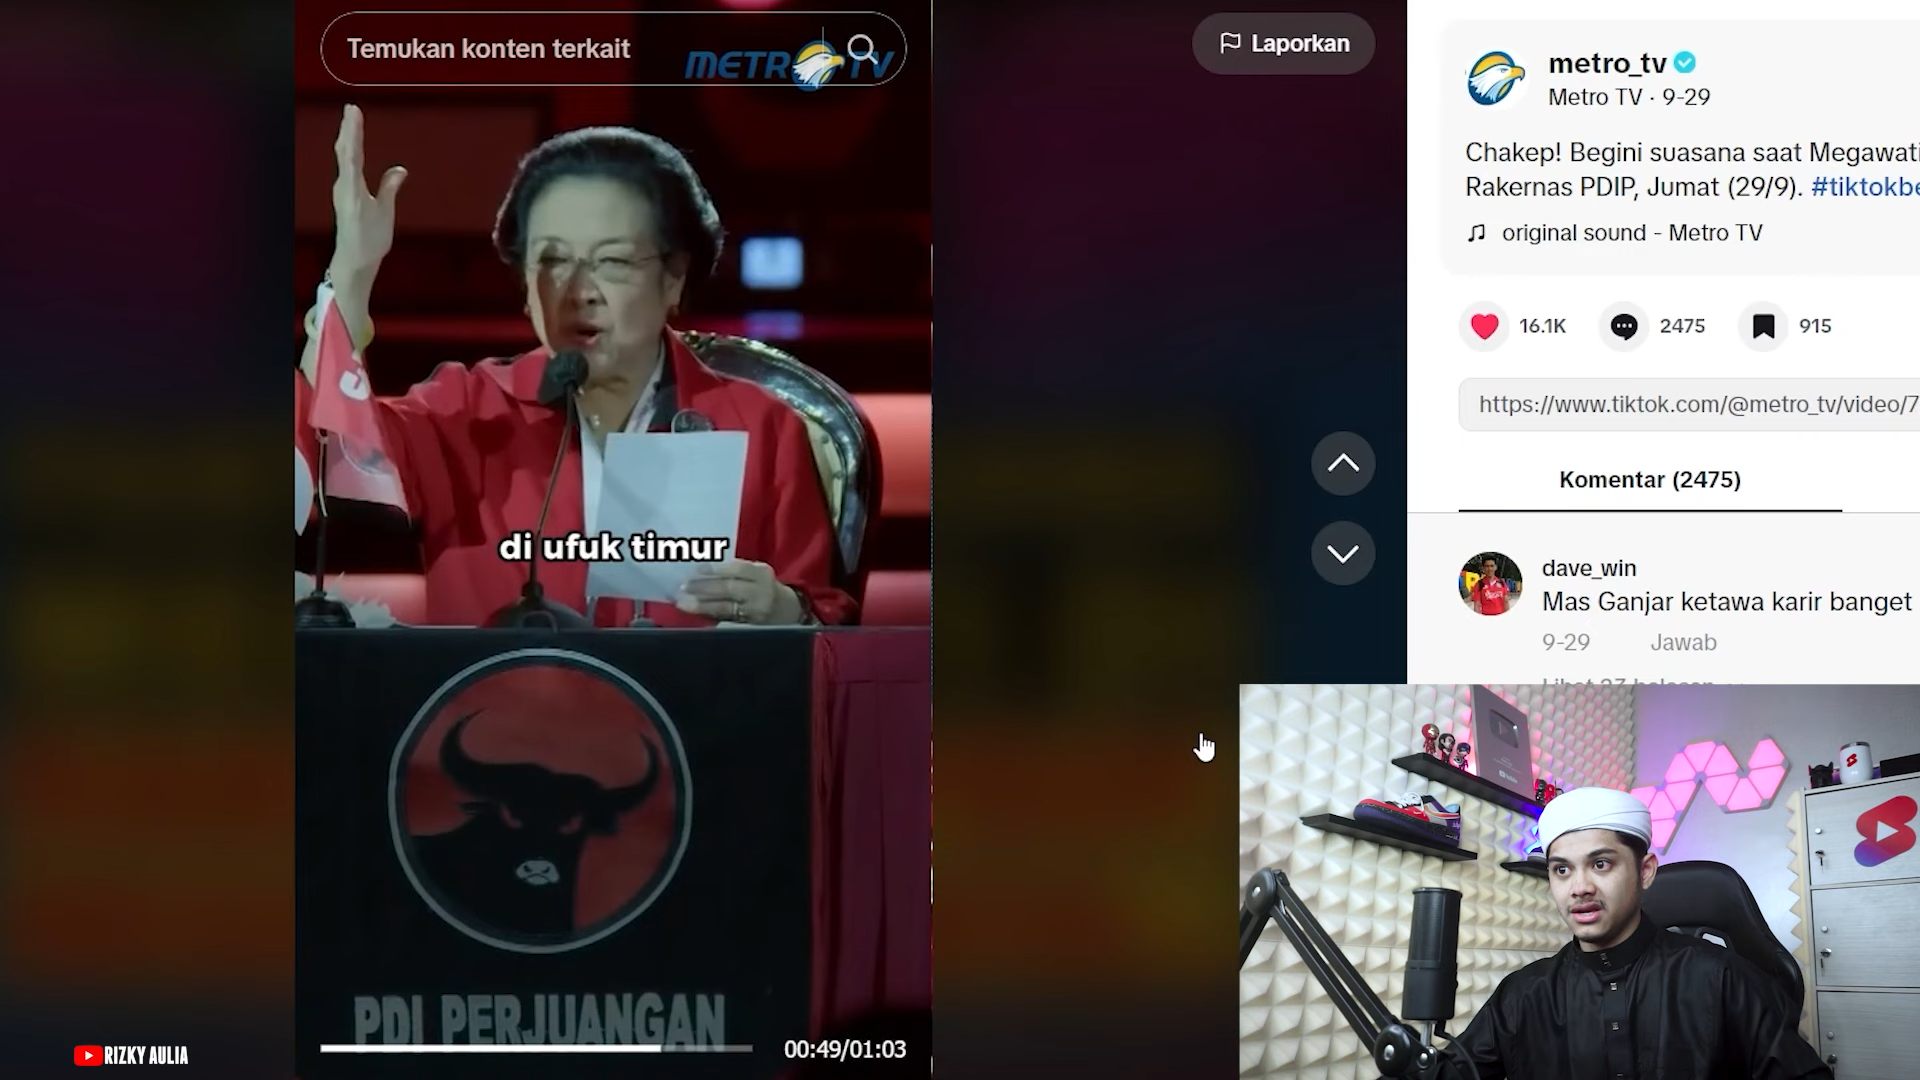 Temukan konten terkait
METRO TV
Laporkan
di ufuk timur
PDI PERJUANGAN
00:49/01:03
RIZKY AULIA
metro_tv
Metro TV · 9-29
Chakep! Begini suasana saat Megawati
Rakernas PDIP, Jumat (29/9). #tiktokbe
original sound - Metro TV
16.1K 2475 915
https://www.tiktok.com/@metro_tv/video/7
Komentar (2475)
dave_win
Mas Ganjar ketawa karir banget
9-29 Jawab